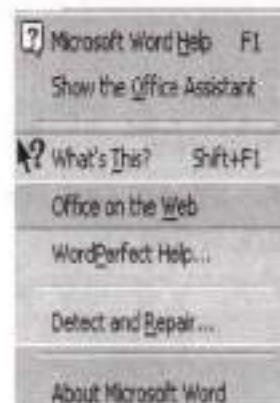 Microsoft Word Help F1
Show the Office Assistant
What's This? Shift+F1
Office on the Web
WordPerfect Help...
Detect and Repair...
About Microsoft Word